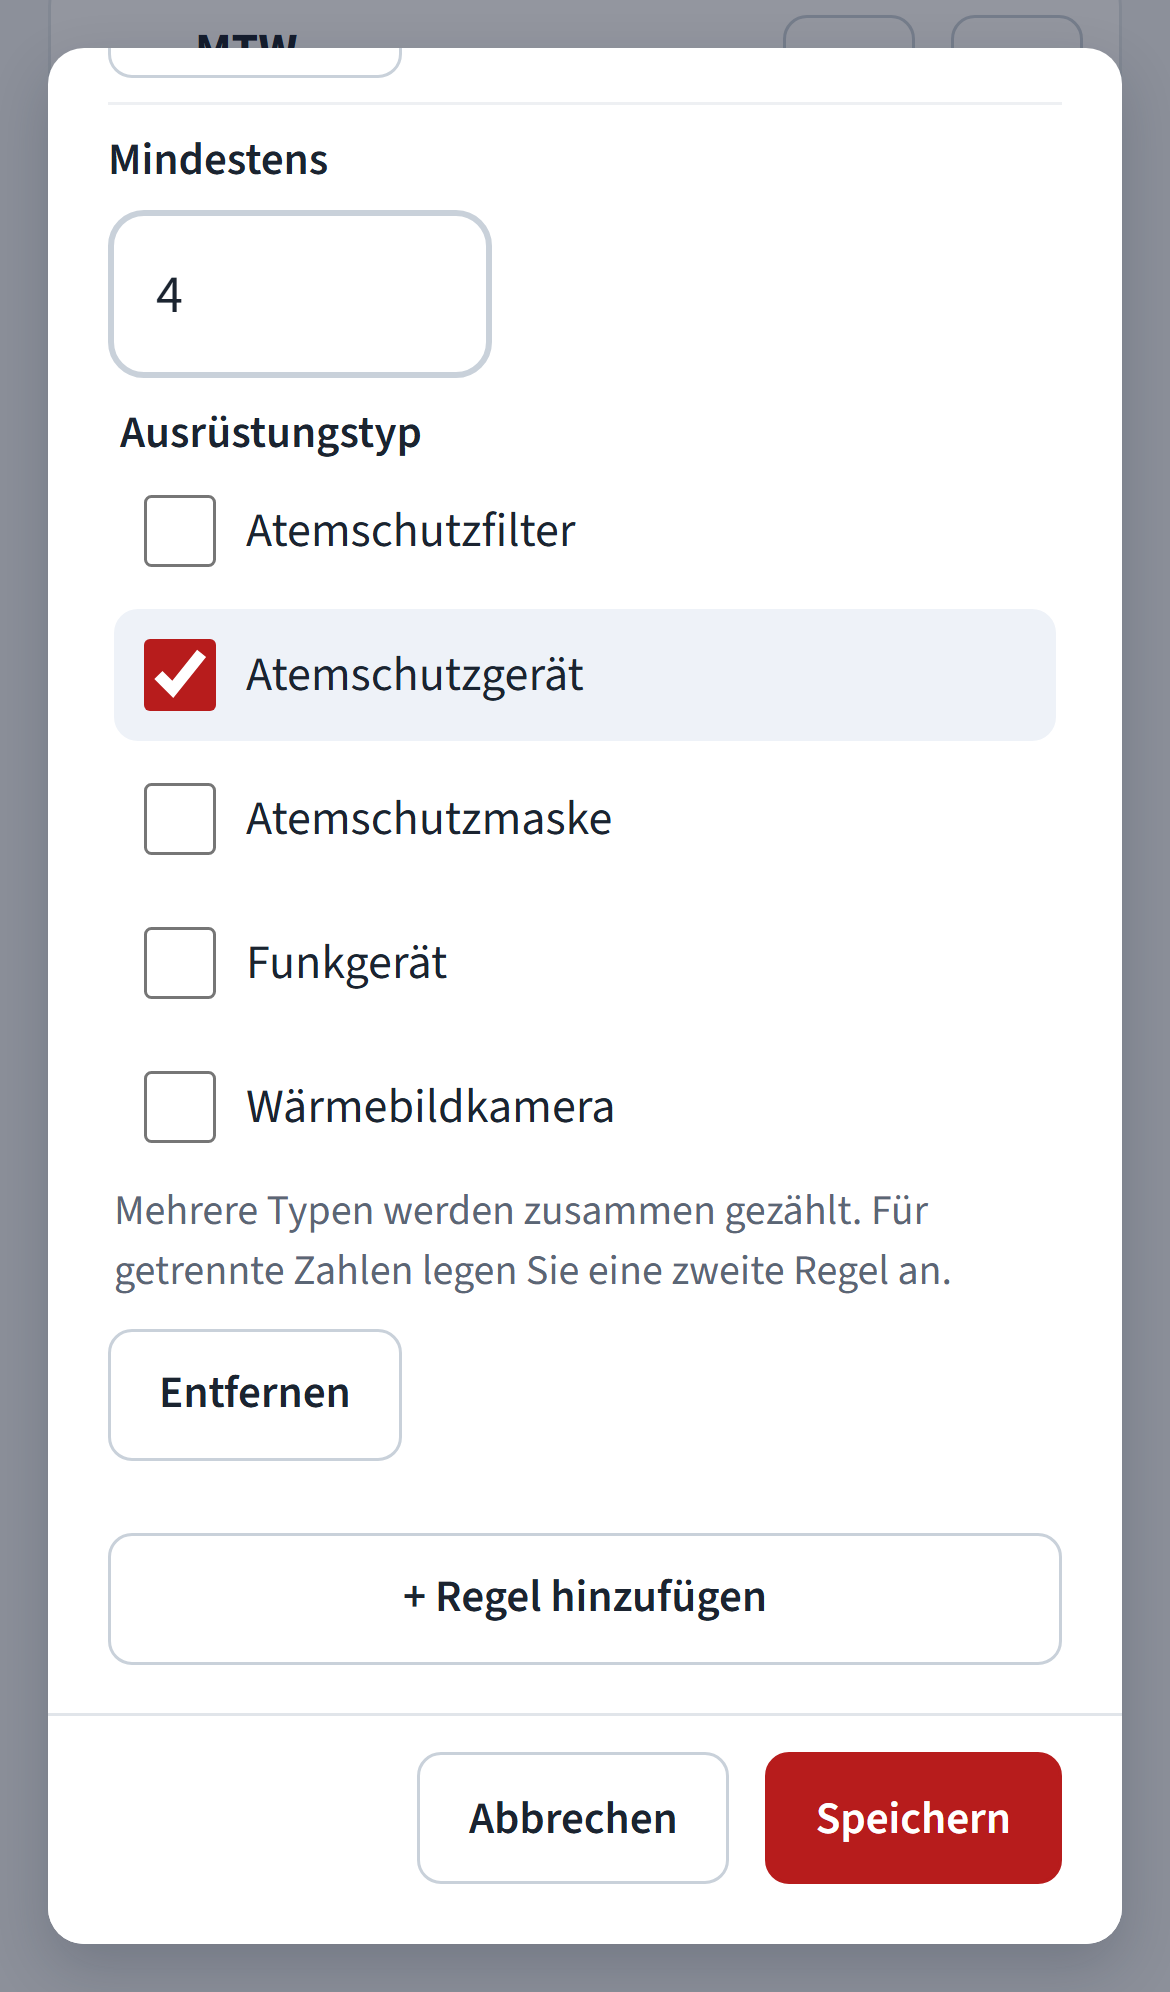 MTW
Mindestens
4
Ausrüstungstyp
Atemschutzfilter
Atemschutzgerät
Atemschutzmaske
Funkgerät
Wärmebildkamera
Mehrere Typen werden zusammen gezählt. Für
getrennte Zahlen legen Sie eine zweite Regel an.
Entfernen
+ Regel hinzufügen
Abbrechen
Speichern